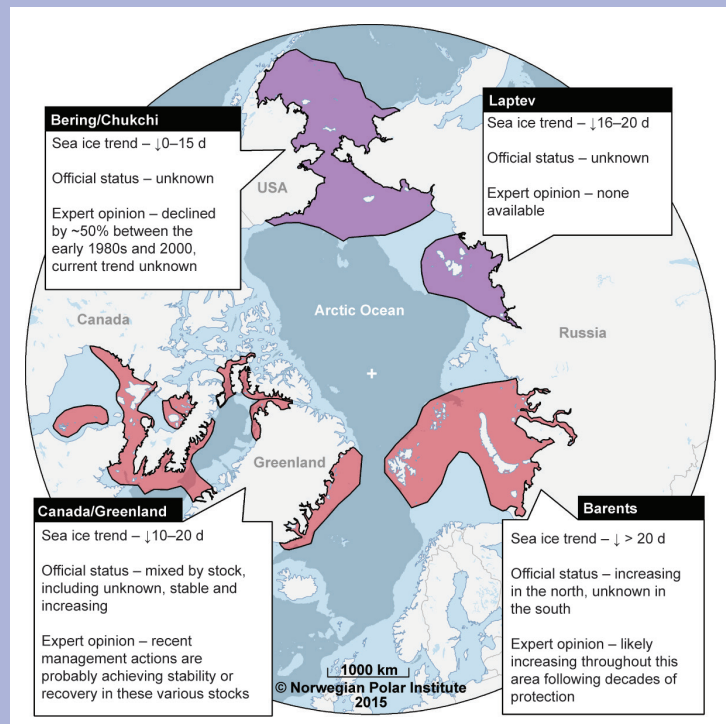 Bering/Chukchi
Sea ice trend – ↓0–15 d
Official status – unknown
Expert opinion – declined
by ~50% between the
early 1980s and 2000,
current trend unknown
Laptev
Sea ice trend – ↓16–20 d
Official status – unknown
Expert opinion – none
available
USA
Arctic Ocean
Canada
Russia
Greenland
Canada/Greenland
Sea ice trend – ↓10–20 d
Official status – mixed by stock,
including unknown, stable and
increasing
Expert opinion – recent
management actions are
probably achieving stability or
recovery in these various stocks
Barents
Sea ice trend – ↓ > 20 d
Official status – increasing
in the north, unknown in
the south
Expert opinion – likely
increasing throughout this
area following decades of
protection
1000 km
© Norwegian Polar Institute
2015